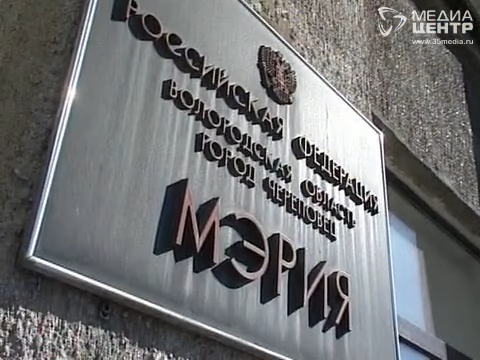 МЕДИА
ЦЕНТР
www.35media.ru
РОССИЙСКАЯ ФЕДЕРАЦИЯ
ВОЛОГОДСКАЯ ОБЛАСТЬ
ГОРОД ЧЕРЕПОВЕЦ
МЭРИЯ